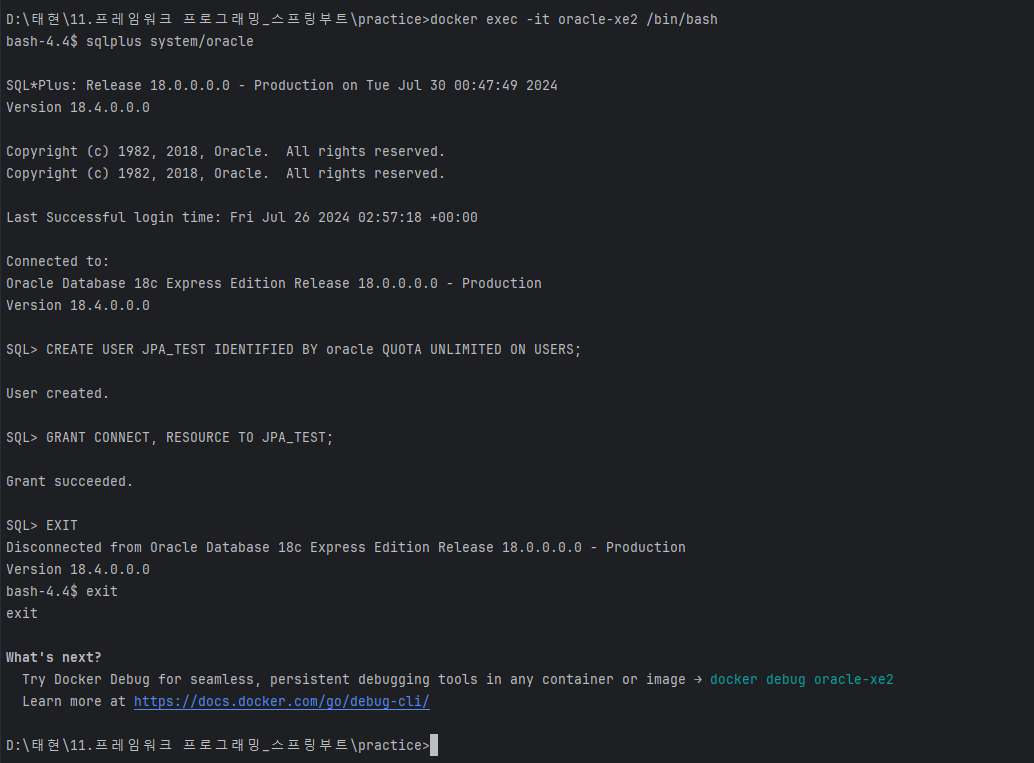 D:\태현\11.프레임워크 프로그래밍_스프링부트\practice>docker exec -it oracle-xe2 /bin/bash
bash-4.4$ sqlplus system/oracle
SQL*Plus: Release 18.0.0.0.0 - Production on Tue Jul 30 00:47:49 2024
Version 18.4.0.0.0
Copyright (c) 1982, 2018, Oracle.  All rights reserved.
Copyright (c) 1982, 2018, Oracle.  All rights reserved.
Last Successful login time: Fri Jul 26 2024 02:57:18 +00:00
Connected to:
Oracle Database 18c Express Edition Release 18.0.0.0.0 - Production
Version 18.4.0.0.0
SQL> CREATE USER JPA_TEST IDENTIFIED BY oracle QUOTA UNLIMITED ON USERS;
User created.
SQL> GRANT CONNECT, RESOURCE TO JPA_TEST;
Grant succeeded.
SQL> EXIT
Disconnected from Oracle Database 18c Express Edition Release 18.0.0.0.0 - Production
Version 18.4.0.0.0
bash-4.4$ exit
exit
What's next?
Try Docker Debug for seamless, persistent debugging tools in any container or image → docker debug oracle-xe2
Learn more at https://docs.docker.com/go/debug-cli/
D:\태현\11.프레임워크 프로그래밍_스프링부트\practice>